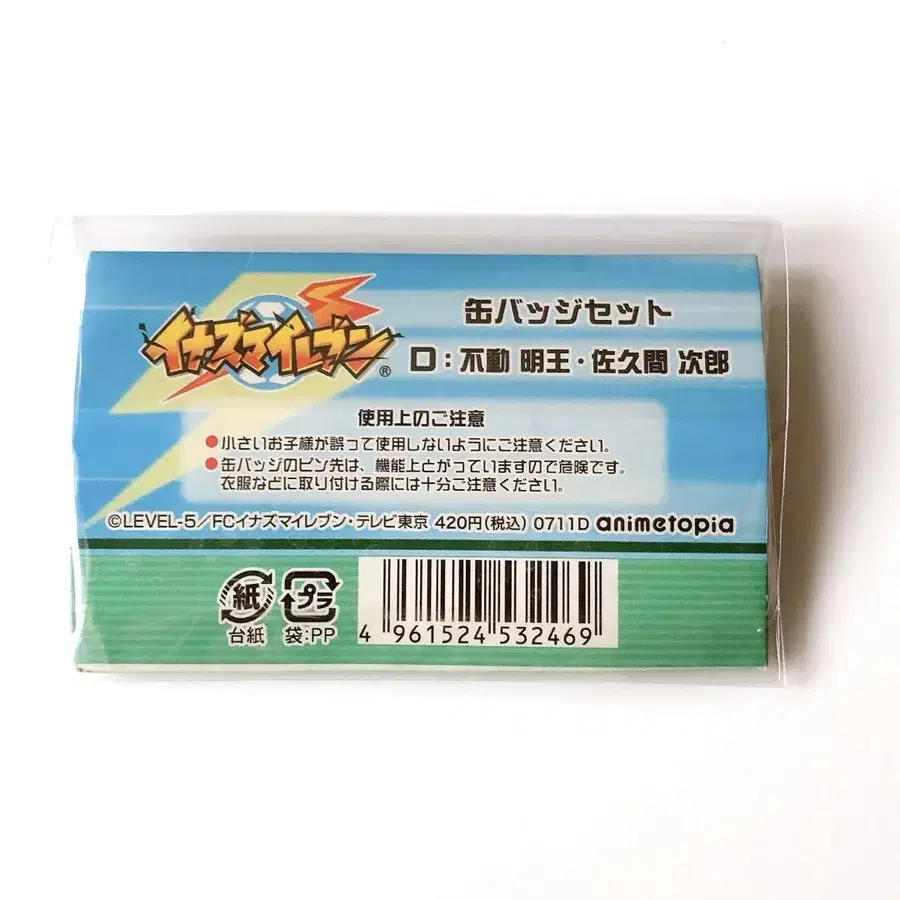 イナズマイレブン®
缶バッジセット
D：不動 明王・佐久間 次郎
使用上のご注意
●小さいお子様が誤って使用しないようにご注意ください。
●缶バッジのピン先は、機能上とがっていますので危険です。
衣服などに取り付ける際には十分ご注意ください。
©LEVEL-5／FCイナズマイレブン・テレビ東京 420円(税込) 0711D animetopia
紙 プラ
台紙 袋:PP
4 961524 532469